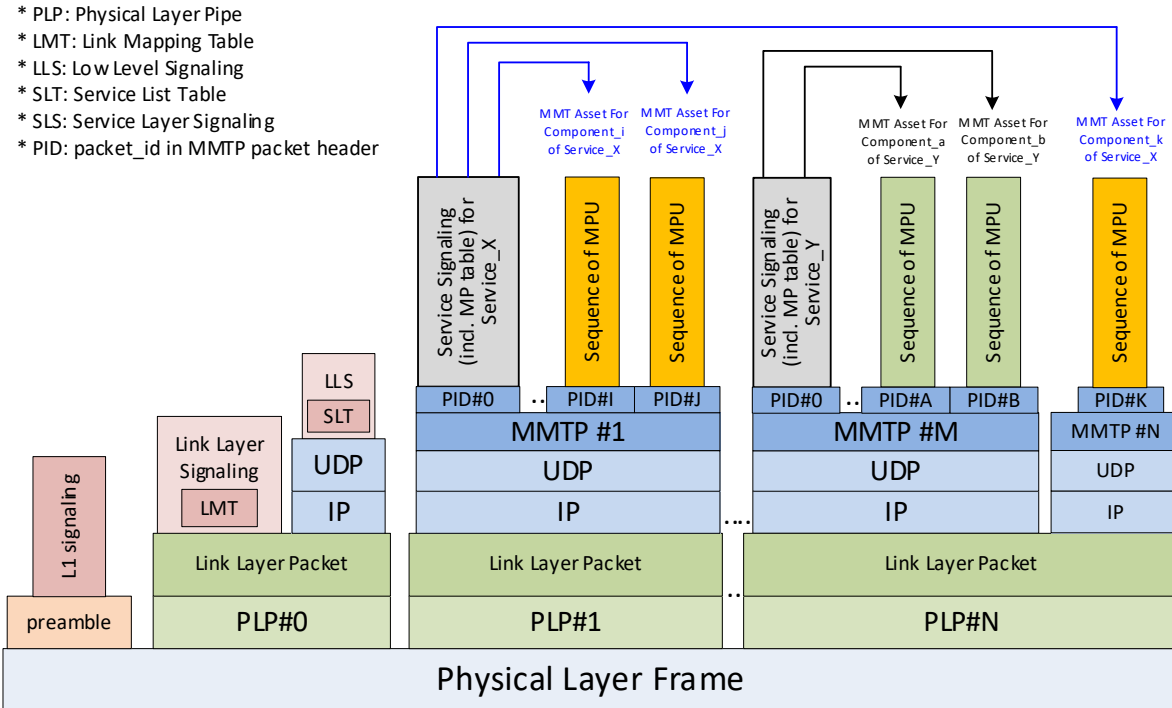 * PLP: Physical Layer Pipe
* LMT: Link Mapping Table
* LLS: Low Level Signaling
* SLT: Service List Table
* SLS: Service Layer Signaling
* PID: packet_id in MMTP packet header
MMT Asset For
Component_i
of Service_X
MMT Asset For
Component_j
of Service_X
MMT Asset For
Component_a
of Service_Y
MMT Asset For
Component_b
of Service_Y
MMT Asset For
Component_k
of Service_X
Service Signaling
(incl. MP table) for
Service_X
Sequence of MPU
Sequence of MPU
Service Signaling
(incl. MP table) for
Service_Y
Sequence of MPU
Sequence of MPU
Sequence of MPU
LLS
SLT
PID#0
..
PID#I
PID#J
PID#0
..
PID#A
PID#B
PID#K
MMTP #1
MMTP #M
MMTP #N
Link Layer
Signaling
LMT
UDP
UDP
UDP
UDP
IP
IP
....
IP
IP
L1 signaling
Link Layer Packet
Link Layer Packet
Link Layer Packet
preamble
PLP#0
PLP#1
..
PLP#N
Physical Layer Frame